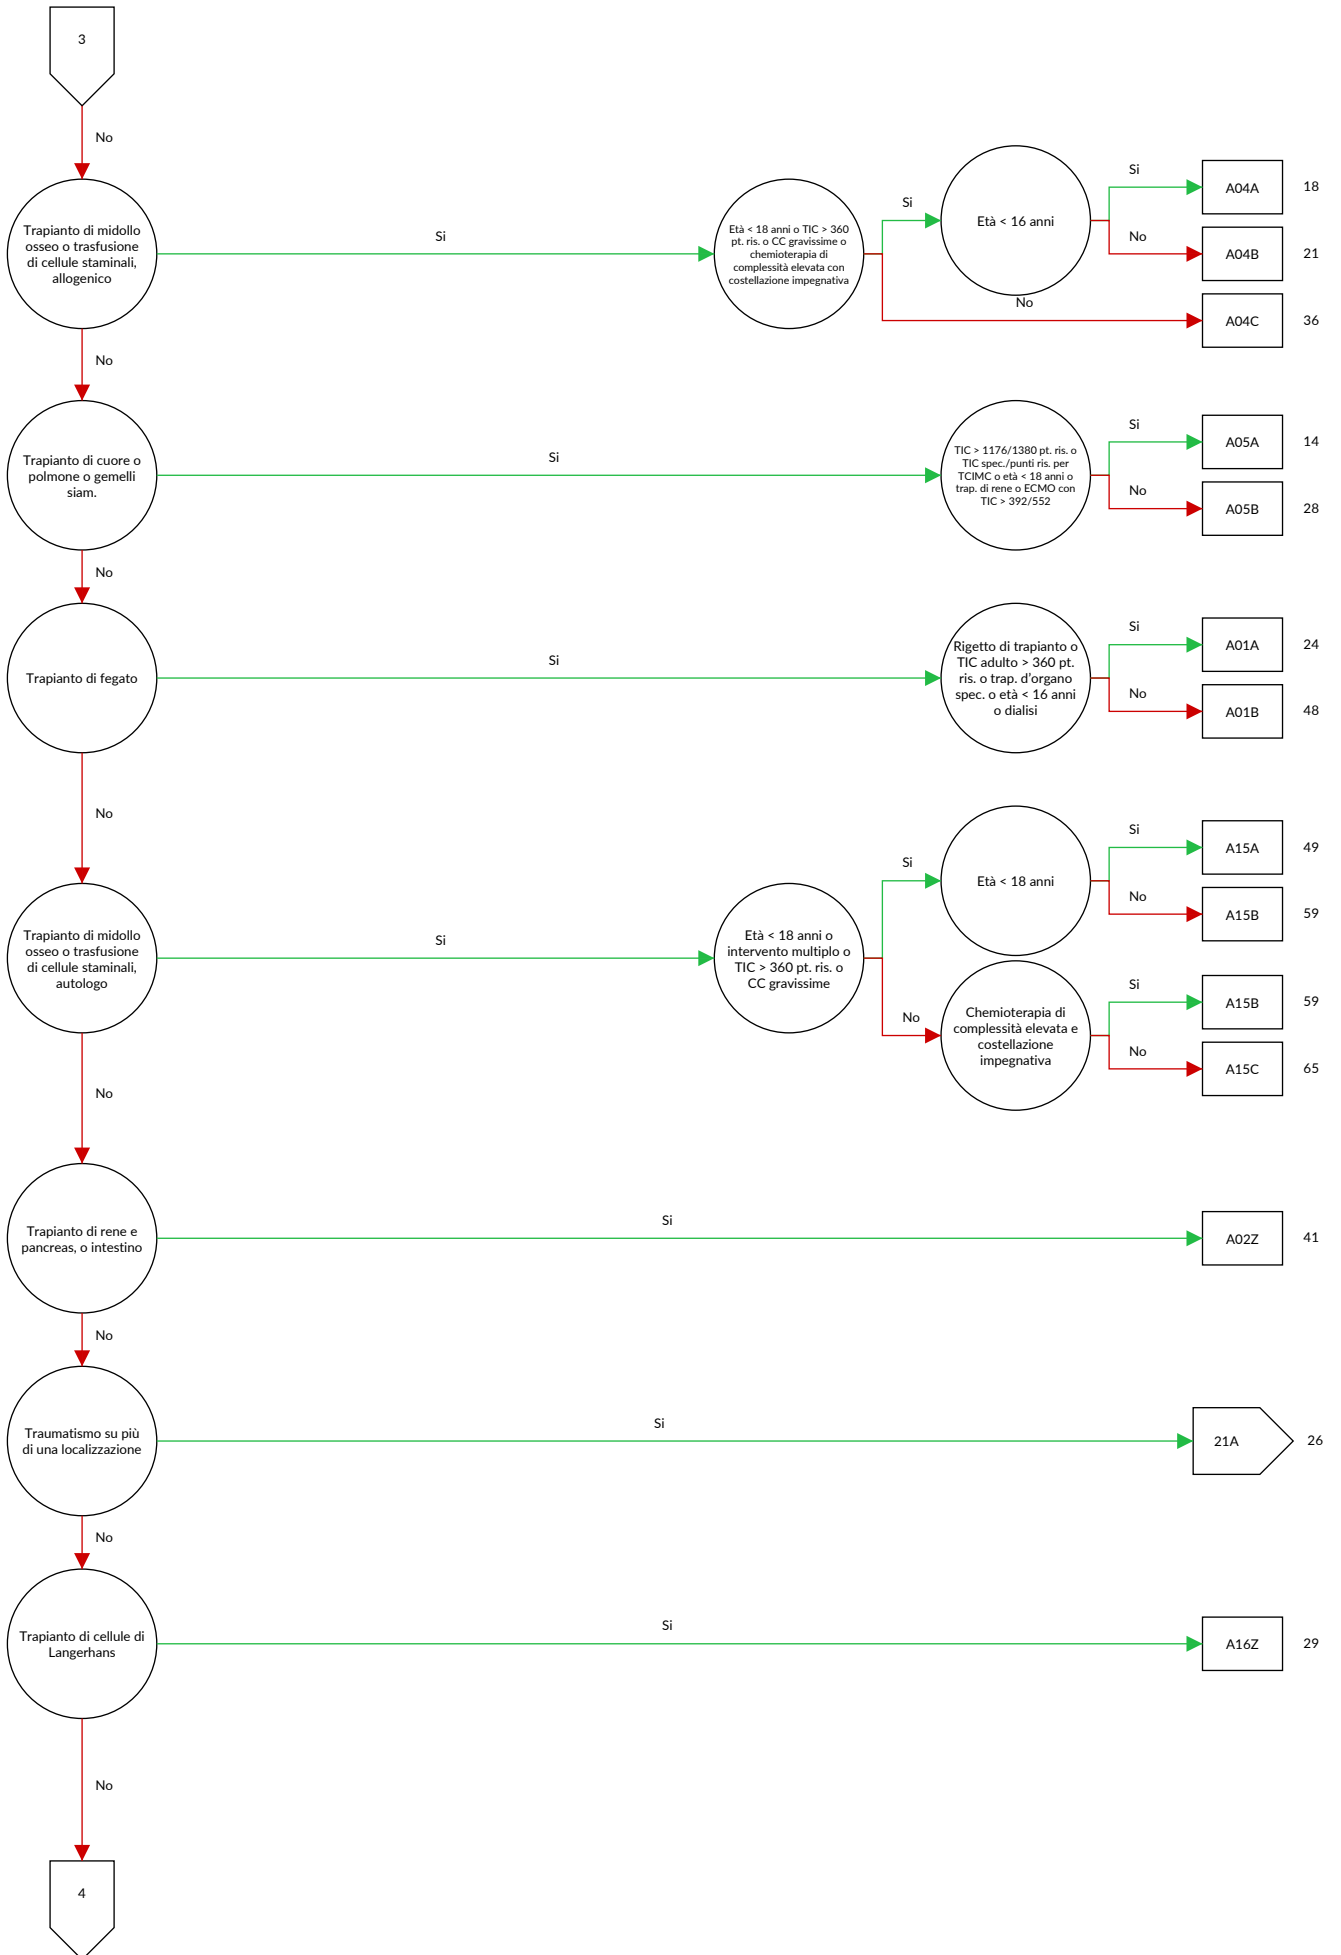 3
No
Trapianto di midollo
osseo o trasfusione
di cellule staminali,
allogenico
Si
Età < 18 anni o TIC > 360
pt. ris. o CC gravissime o
chemioterapia di
complessità elevata con
costellazione impegnativa
Si
Età < 16 anni
Si
A04A
18
No
A04B
21
No
A04C
36
No
Trapianto di cuore o
polmone o gemelli
siam.
Si
TIC > 1176/1380 pt. ris. o
TIC spec./punti ris. per
TCIMC o età < 18 anni o
trap. di rene o ECMO con
TIC > 392/552
Si
A05A
14
No
A05B
28
No
Trapianto di fegato
Si
Rigetto di trapianto o
TIC adulto > 360 pt.
ris. o trap. d'organo
spec. o età < 16 anni
o dialisi
Si
A01A
24
No
A01B
48
No
Trapianto di midollo
osseo o trasfusione
di cellule staminali,
autologo
Si
Età < 18 anni o
intervento multiplo o
TIC > 360 pt. ris. o
CC gravissime
Si
Età < 18 anni
Si
A15A
49
No
A15B
59
No
Chemioterapia di
complessità elevata e
costellazione
impegnativa
Si
A15B
59
No
A15C
65
No
Trapianto di rene e
pancreas, o intestino
Si
A02Z
41
No
Traumatismo su più
di una localizzazione
Si
21A
26
No
Trapianto di cellule di
Langerhans
Si
A16Z
29
No
4